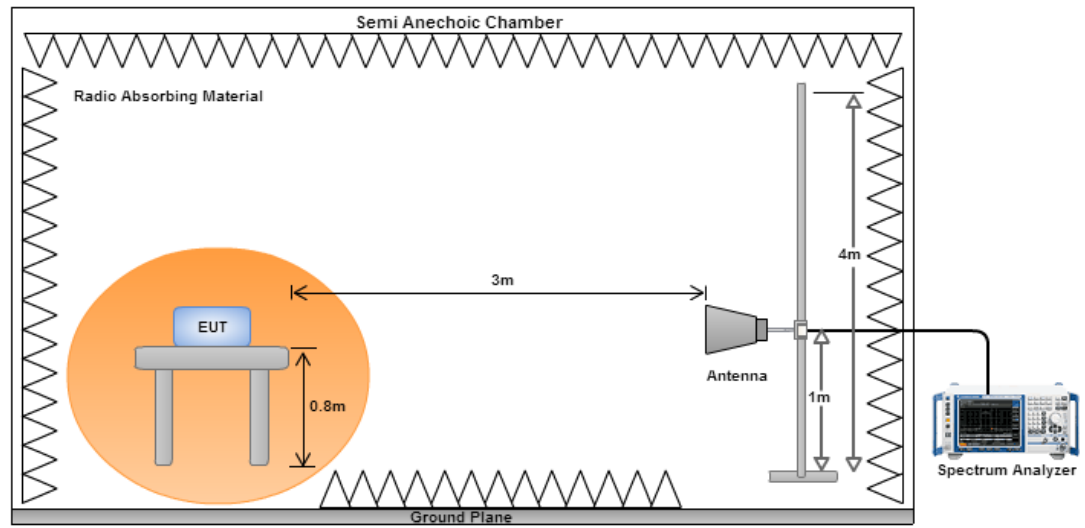 Semi Anechoic Chamber
Radio Absorbing Material
3m
4m
EUT
Antenna
0.8m
1m
Spectrum Analyzer
Ground Plane